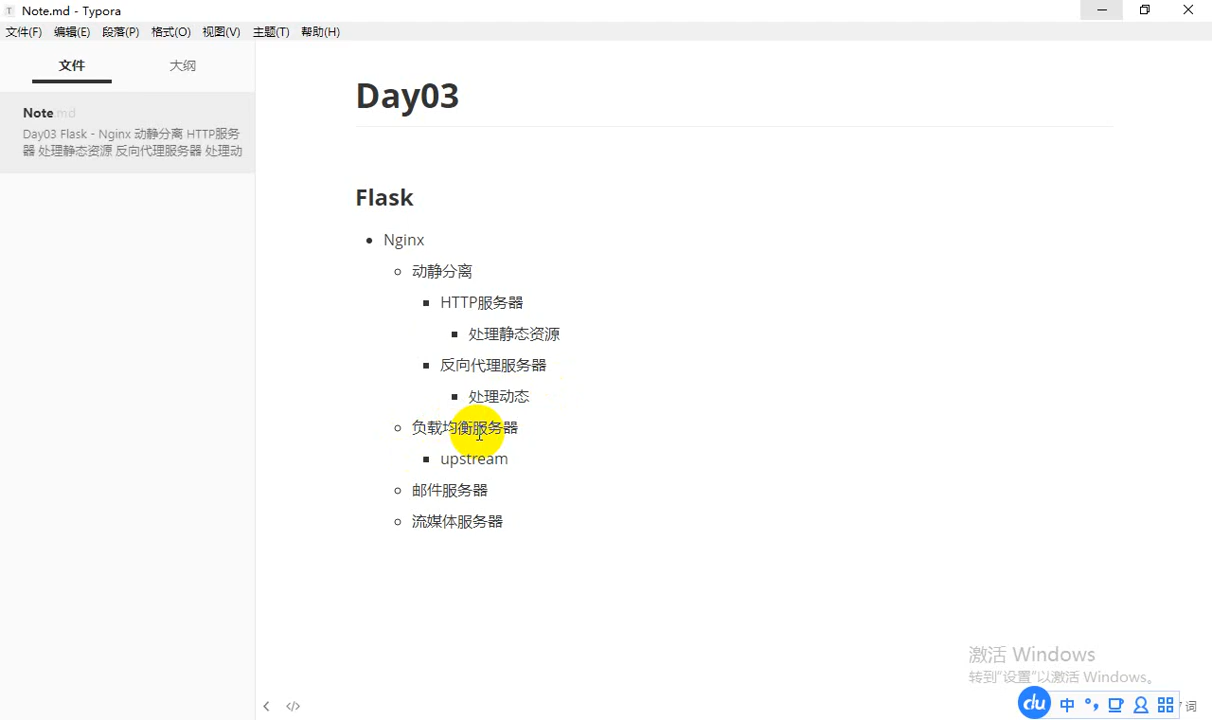 Note.md - Typora
文件(F) 编辑(E) 段落(P) 格式(O) 视图(V) 主题(T) 帮助(H)
文件 大纲
Note.md
Day03 Flask - Nginx 动静分离 HTTP服务
器 处理静态资源 反向代理服务器 处理动
Day03
Flask
Nginx
动静分离
HTTP服务器
处理静态资源
反向代理服务器
处理动态
负载均衡服务器
upstream
邮件服务器
流媒体服务器
激活 Windows
转到"设置"以激活 Windows。
du 中 词